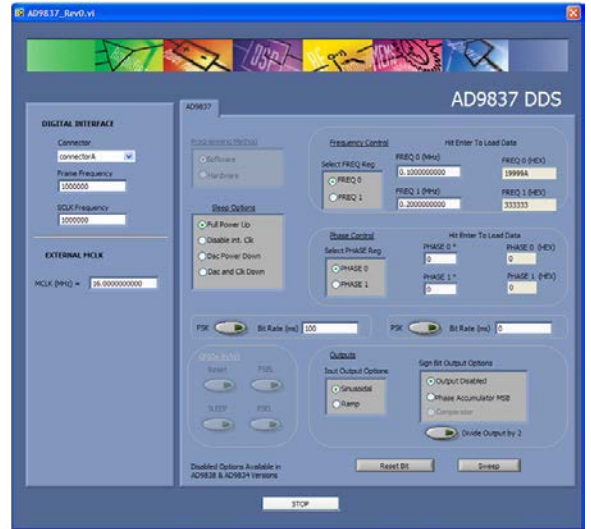 AD9837_Rev0.vi
DSP RF MEMS
AD9837 DDS
AD9837
DIGITAL INTERFACE
Connector
connectorA
Frame Frequency
1000000
SCLK Frequency
1000000
EXTERNAL MCLK
MCLK (MHz) = 16.0000000000
Programming Method
Software
Hardware
Sleep Options
Full Power Up
Disable int. Clk
Dac Power Down
Dac and Clk Down
Frequency Control
Hit Enter To Load Data
Select FREQ Reg
FREQ 0
FREQ 1
FREQ 0 (MHz)
0.1000000000
FREQ 0 (HEX)
19999A
FREQ 1 (MHz)
0.2000000000
FREQ 1 (HEX)
333333
Phase Control
Hit Enter To Load Data
Select PHASE Reg
PHASE 0
PHASE 1
PHASE 0 °
0
PHASE 0 (HEX)
0
PHASE 1 °
0
PHASE 1 (HEX)
0
FSK
Bit Rate (ms) 100
PSK
Bit Rate (ms) 0
Reset
FSEL
SLEEP
PSEL
Outputs
Iout Output Options
Sinusoidal
Ramp
Sign Bit Output Options
Output Disabled
Phase Accumulator MSB
Comparator
Divide Output by 2
Disabled Options Available in
AD9838 & AD9834 Versions
Reset Bit
Sweep
STOP